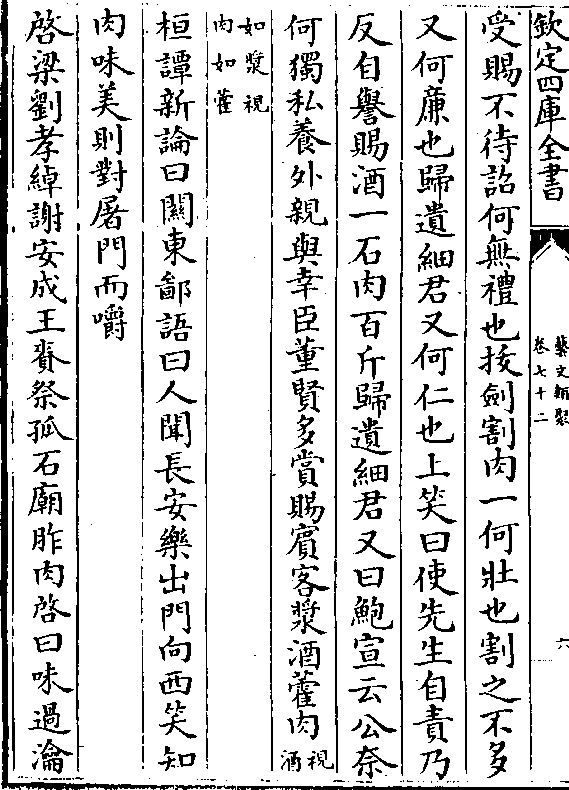 欽定四庫全書
藝文類聚
卷七十二
六
受賜不待詔何無禮也拔劍割肉一何壯也割之不多
又何廉也歸遺細君又何仁也上笑曰使先生自責乃
反自譽賜酒一石肉百斤歸遺細君又曰鮑宣云公奈
何獨私養外親與幸臣董賢多賞賜賓客漿酒藿肉視酒
如漿視
肉如藿
桓譚新論曰關東鄙語曰人聞長安樂出門向西笑知
肉味美則對屠門而嚼
啓梁劉孝綽謝安成王賚祭孤石廟胙肉啓曰味過瀹